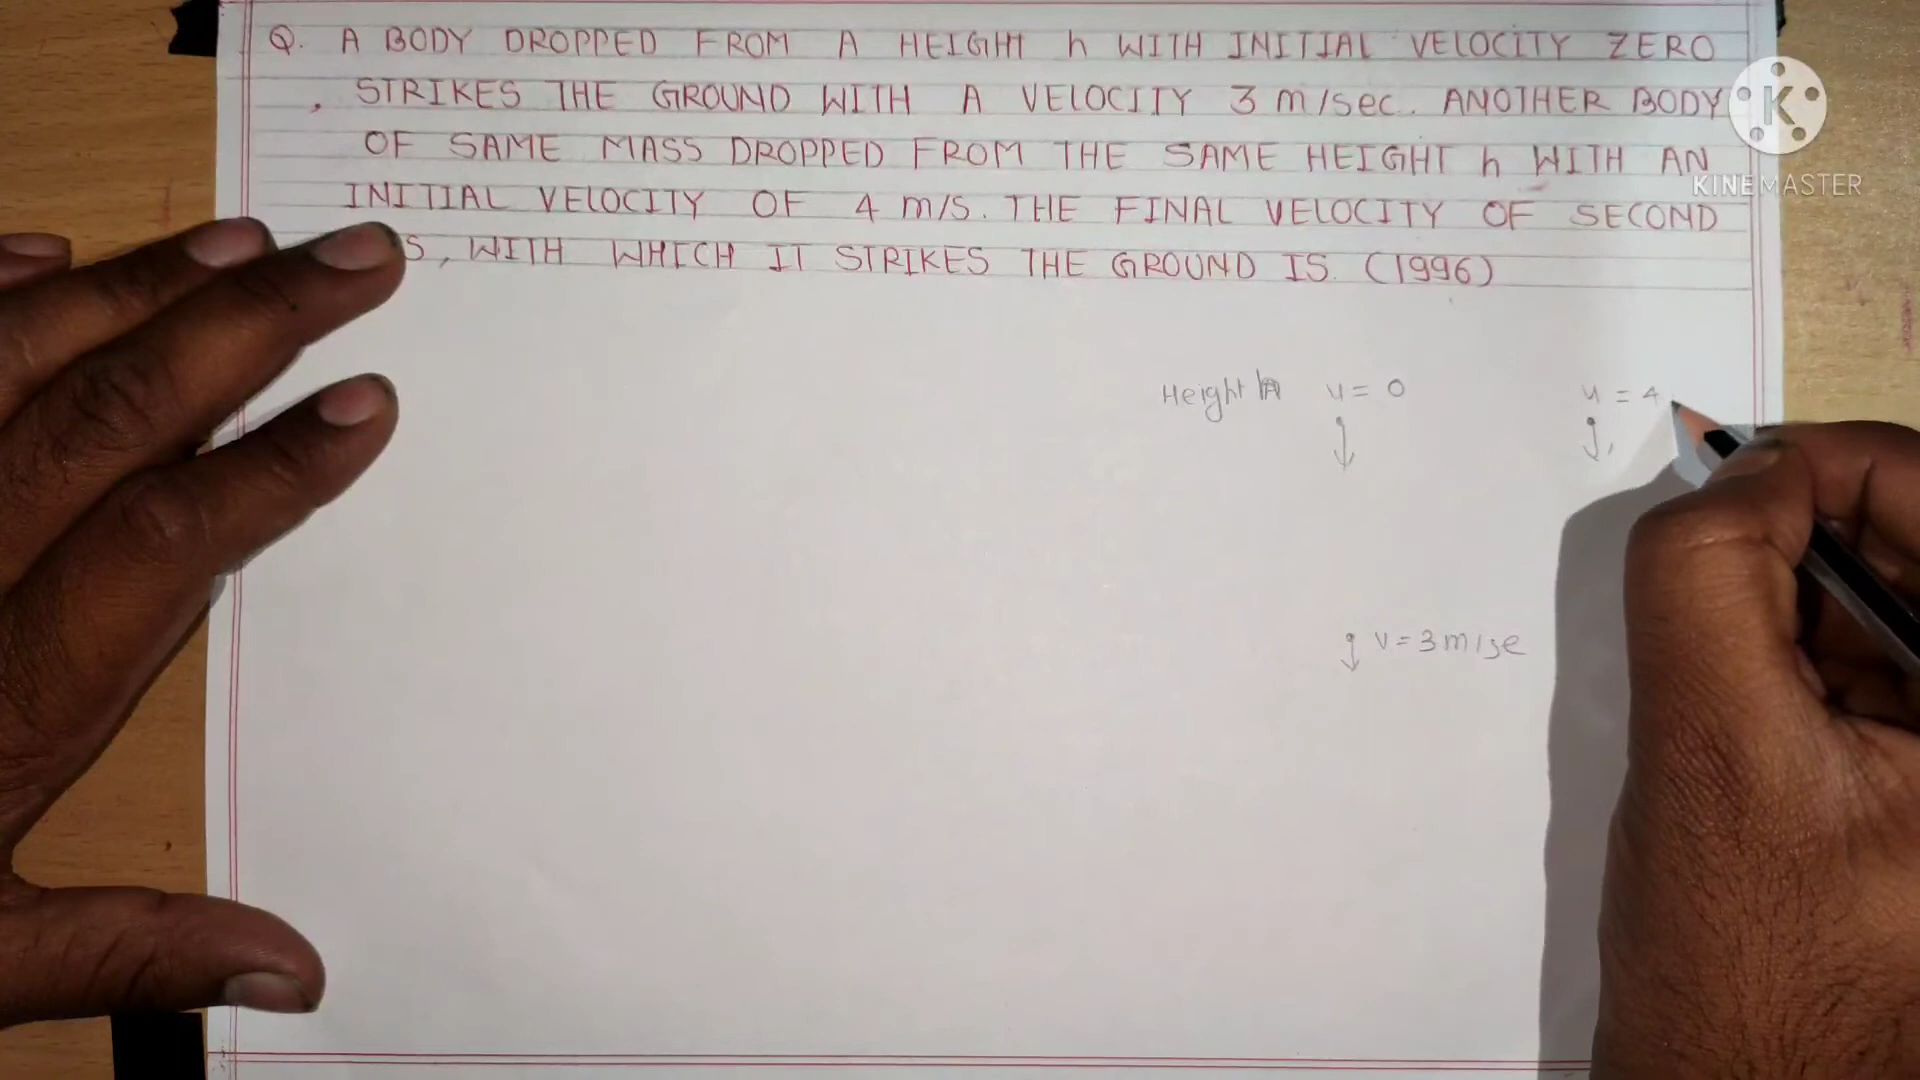 Q. A BODY DROPPED FROM A HEIGHT h WITH INITIAL VELOCITY ZERO
, STRIKES THE GROUND WITH A VELOCITY 3 m/sec. ANOTHER BODY
OF SAME MASS DROPPED FROM THE SAME HEIGHT h WITH AN
INITIAL VELOCITY OF 4 m/s. THE FINAL VELOCITY OF SECOND
S, WITH WHICH IT STRIKES THE GROUND IS. (1996)
K
KINEMASTER
Height u = 0 u = 4
v = 3 m/se